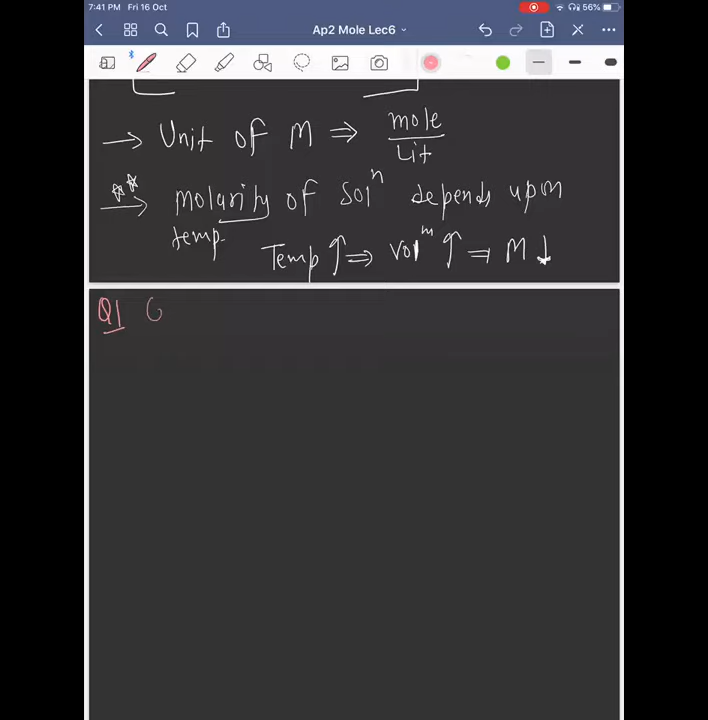 7:41 PM Fri 16 Oct
56%
Ap2 Mole Lec6
→ Unit of M ⇒ mole
Lit
→ molarity of Solⁿ depends upon
temp.
Temp ↑ ⇒ Volᵐ ↑ ⇒ M ↓
Q1 C